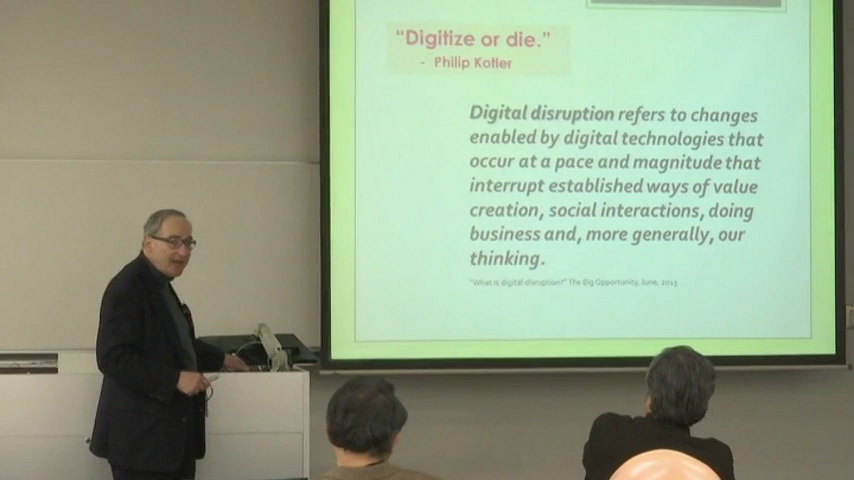 “Digitize or die.”
- Philip Kotler
Digital disruption refers to changes
enabled by digital technologies that
occur at a pace and magnitude that
interrupt established ways of value
creation, social interactions, doing
business and, more generally, our
thinking.
“What is digital disruption?” The Big Opportunity, June, 2013